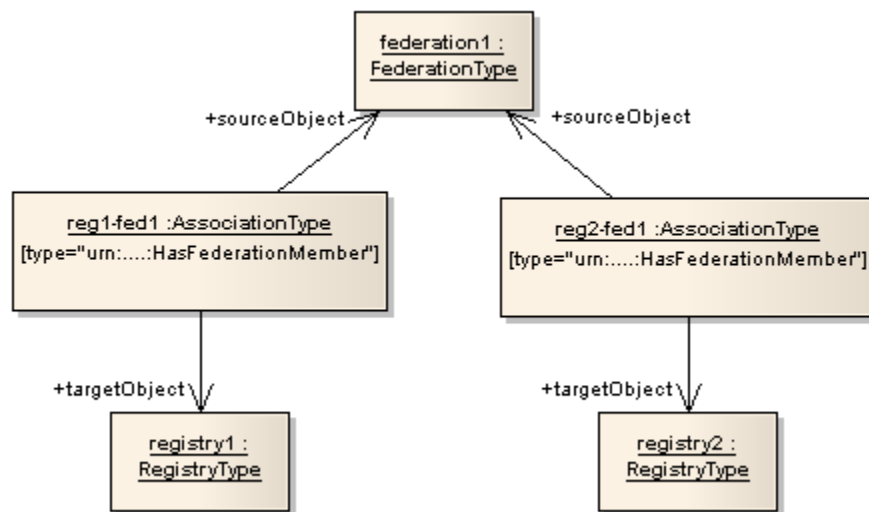 federation1 :
FederationType
+sourceObject
+sourceObject
reg1-fed1 :AssociationType
[type="urn:....:HasFederationMember"]
reg2-fed1 :AssociationType
[type="urn:....:HasFederationMember"]
+targetObject
+targetObject
registry1 :
RegistryType
registry2 :
RegistryType